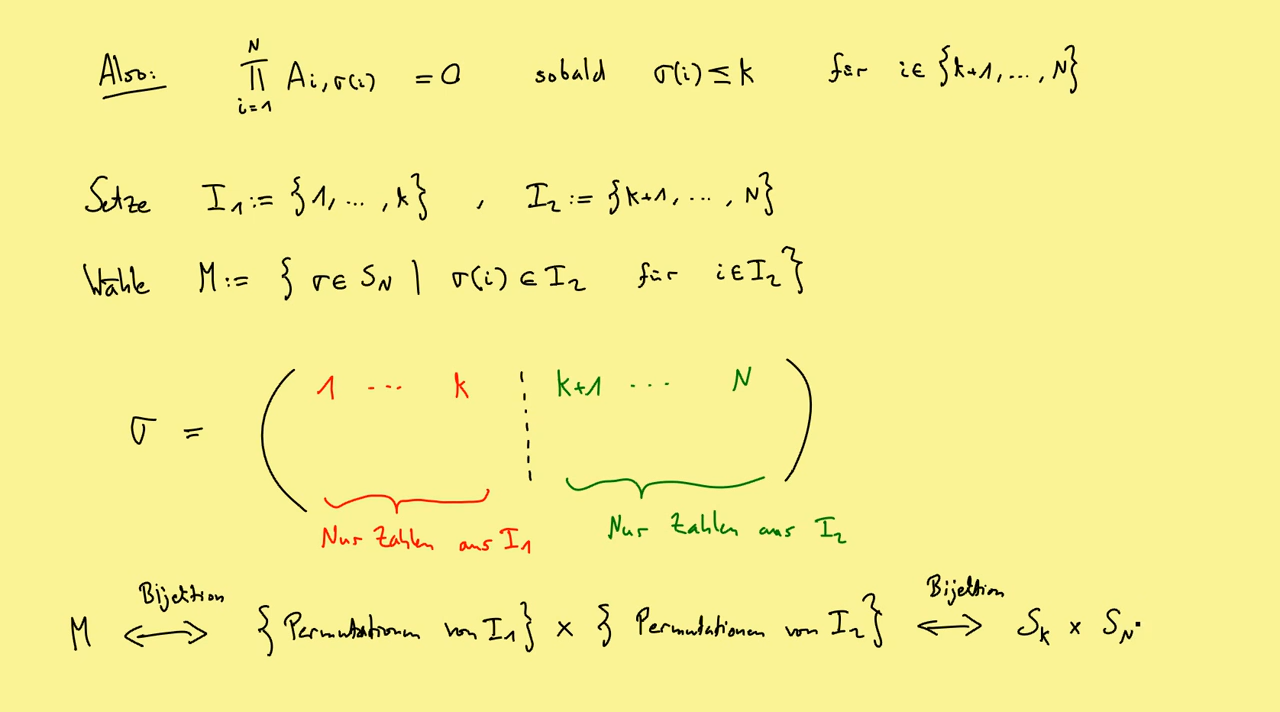 Also: N∏i=1 A_{i,σ(i)} = 0 sobald σ(i) ≤ k für i ∈ {k+1, ..., N}
Setze I₁ := {1, ..., k} , I₂ := {k+1, ..., N}
Wähle M := { σ ∈ S_N | σ(i) ∈ I₂ für i ∈ I₂ }
σ = ( 1 ... k ¦ k+1 ... N )
Nur Zahlen aus I₁ Nur Zahlen aus I₂
Bijektion Bijektion
M ⟷ { Permutationen von I₁ } × { Permutationen von I₂ } ⟷ S_k × S_N·